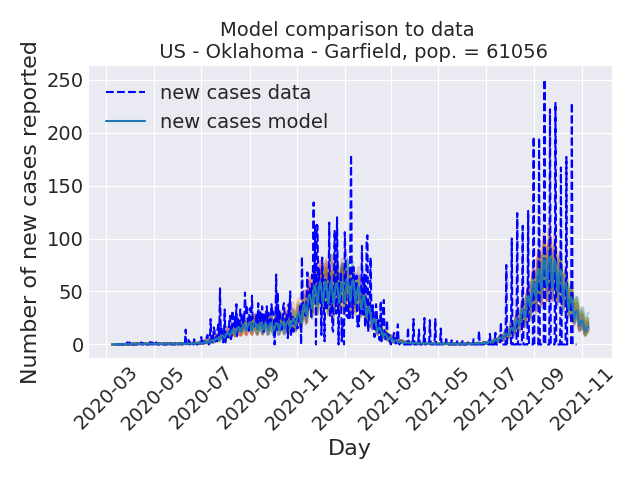 Model comparison to data
US - Oklahoma - Garfield, pop. = 61056
new cases data
new cases model
Number of new cases reported
250
200
150
100
50
0
2020-03
2020-05
2020-07
2020-09
2020-11
2021-01
2021-03
2021-05
2021-07
2021-09
2021-11
Day